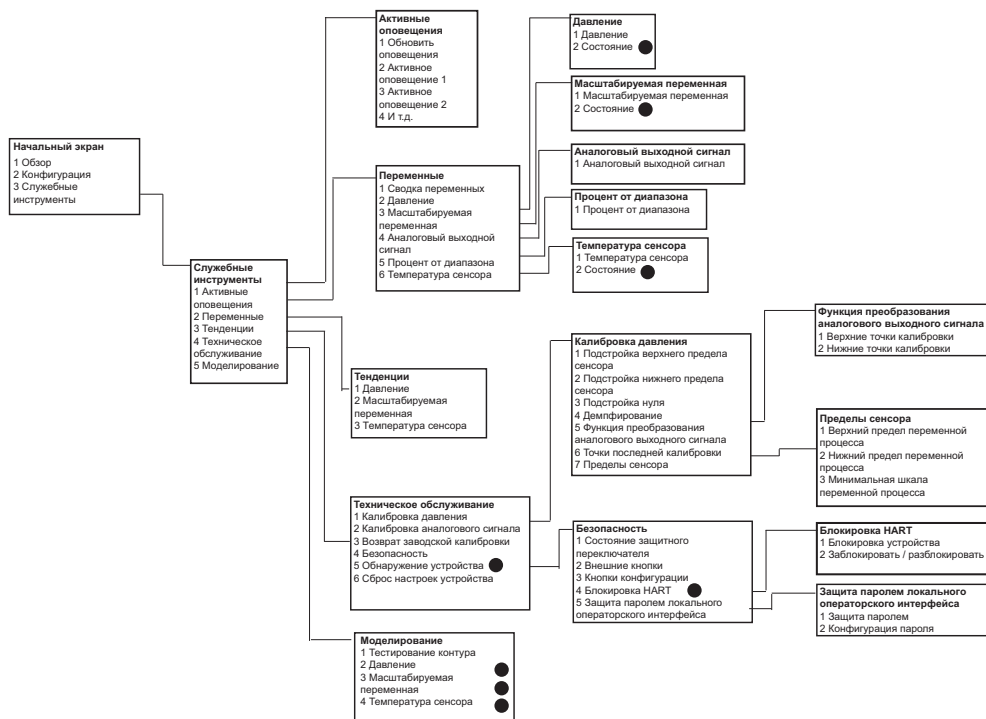 Начальный экран
1 Обзор
2 Конфигурация
3 Служебные
инструменты
Служебные
инструменты
1 Активные
оповещения
2 Переменные
3 Тенденции
4 Техническое
обслуживание
5 Моделирование
Активные
оповещения
1 Обновить
оповещения
2 Активное
оповещение 1
3 Активное
оповещение 2
4 И т.д.
Переменные
1 Сводка переменных
2 Давление
3 Масштабируемая
переменная
4 Аналоговый выходной
сигнал
5 Процент от диапазона
6 Температура сенсора
Тенденции
1 Давление
2 Масштабируемая
переменная
3 Температура сенсора
Техническое обслуживание
1 Калибровка давления
2 Калибровка аналогового сигнала
3 Возврат заводской калибровки
4 Безопасность
5 Обнаружение устройства
6 Сброс настроек устройства
Моделирование
1 Тестирование контура
2 Давление
3 Масштабируемая
переменная
4 Температура сенсора
Давление
1 Давление
2 Состояние
Масштабируемая переменная
1 Масштабируемая переменная
2 Состояние
Аналоговый выходной сигнал
1 Аналоговый выходной сигнал
Процент от диапазона
1 Процент от диапазона
Температура сенсора
1 Температура сенсора
2 Состояние
Калибровка давления
1 Подстройка верхнего предела
сенсора
2 Подстройка нижнего предела
сенсора
3 Подстройка нуля
4 Демпфирование
5 Функция преобразования
аналогового выходного сигнала
6 Точки последней калибровки
7 Пределы сенсора
Безопасность
1 Состояние защитного
переключателя
2 Внешние кнопки
3 Кнопки конфигурации
4 Блокировка HART
5 Защита паролем локального
операторского интерфейса
Функция преобразования
аналогового выходного сигнала
1 Верхние точки калибровки
2 Нижние точки калибровки
Пределы сенсора
1 Верхний предел переменной
процесса
2 Нижний предел переменной
процесса
3 Минимальная шкала
переменной процесса
Блокировка HART
1 Блокировка устройства
2 Заблокировать / разблокировать
Защита паролем локального
операторского интерфейса
1 Защита паролем
2 Конфигурация пароля